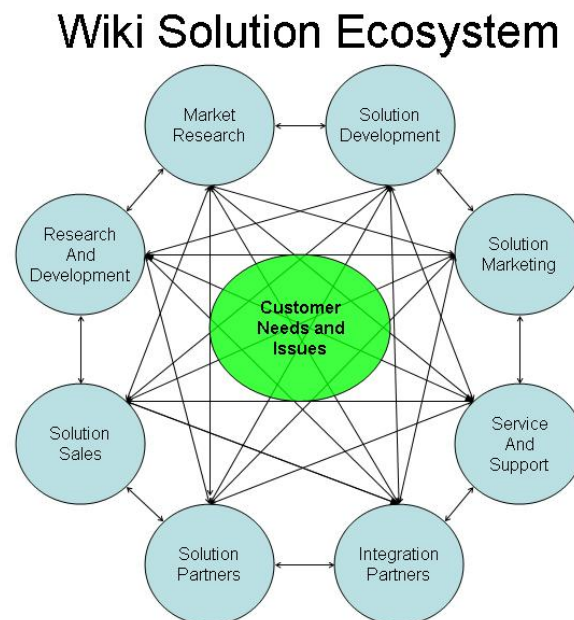 Wiki Solution Ecosystem
Market
Research
Solution
Development
Research
And
Development
Solution
Marketing
Customer
Needs and
Issues
Solution
Sales
Service
And
Support
Solution
Partners
Integration
Partners